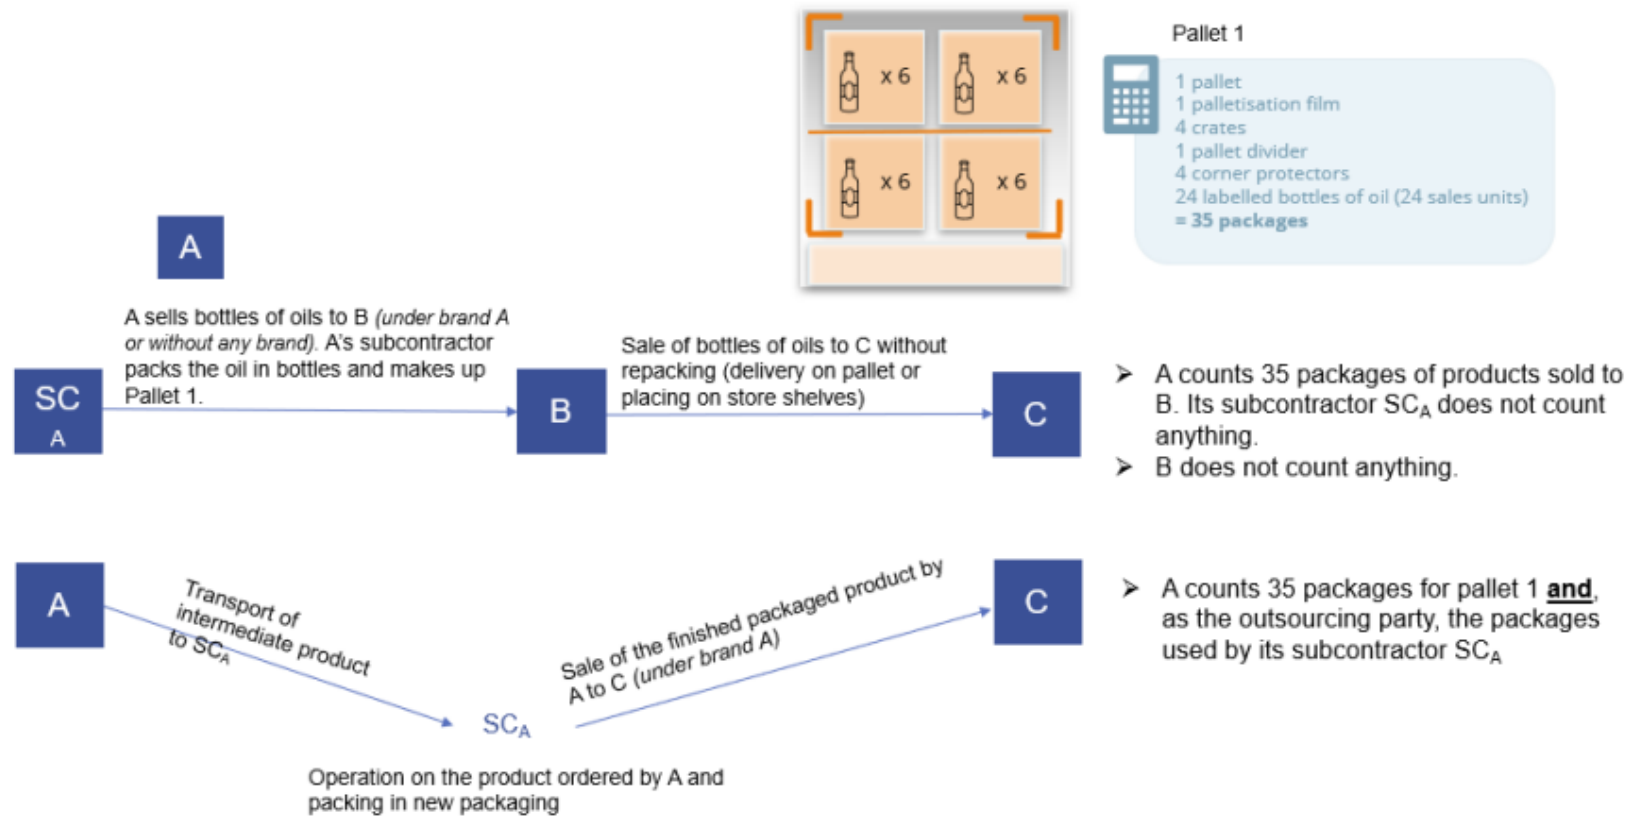 Pallet 1
x 6
x 6
x 6
x 6
1 pallet
1 palletisation film
4 crates
1 pallet divider
4 corner protectors
24 labelled bottles of oil (24 sales units)
= 35 packages
A
A sells bottles of oils to B (under brand A
or without any brand). A's subcontractor
packs the oil in bottles and makes up
Pallet 1.
SC
A
B
Sale of bottles of oils to C without
repacking (delivery on pallet or
placing on store shelves)
C
➤ A counts 35 packages of products sold to
B. Its subcontractor SCA does not count
anything.
➤ B does not count anything.
A
Transport of
intermediate product
to SCA
SCA
Operation on the product ordered by A and
packing in new packaging
Sale of the finished packaged product by
A to C (under brand A)
C
➤ A counts 35 packages for pallet 1 and,
as the outsourcing party, the packages
used by its subcontractor SCA